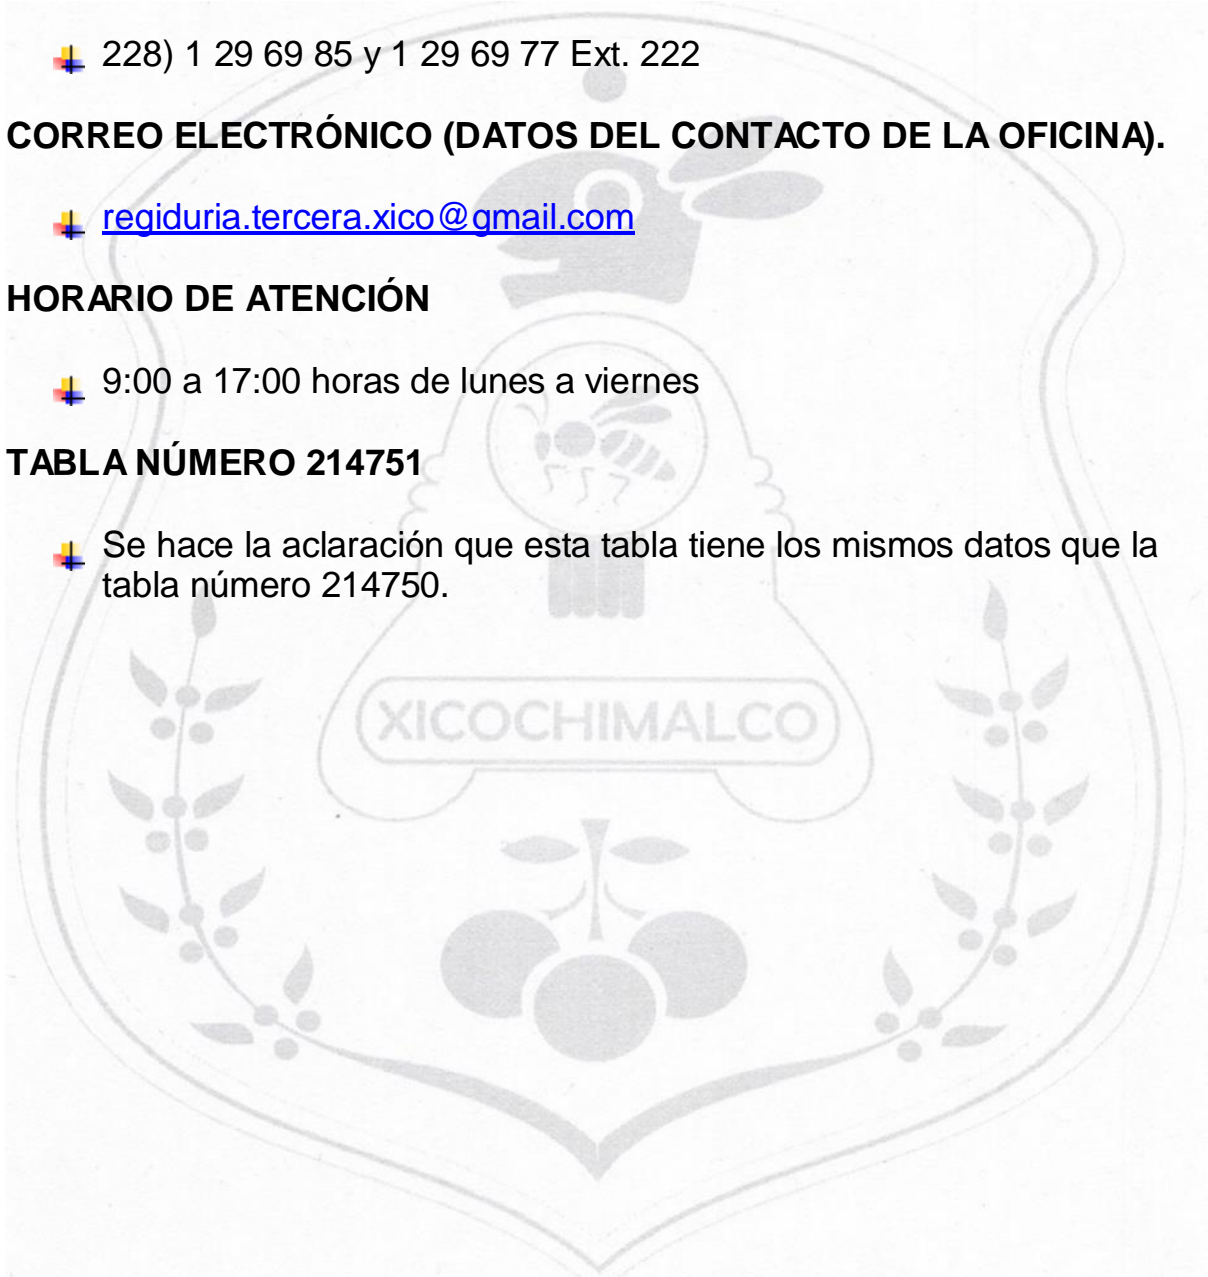 228) 1 29 69 85 y 1 29 69 77 Ext. 222
CORREO ELECTRÓNICO (DATOS DEL CONTACTO DE LA OFICINA).
regiduria.tercera.xico@gmail.com
HORARIO DE ATENCIÓN
9:00 a 17:00 horas de lunes a viernes
TABLA NÚMERO 214751
Se hace la aclaración que esta tabla tiene los mismos datos que la
tabla número 214750.
XICOCHIMALCO